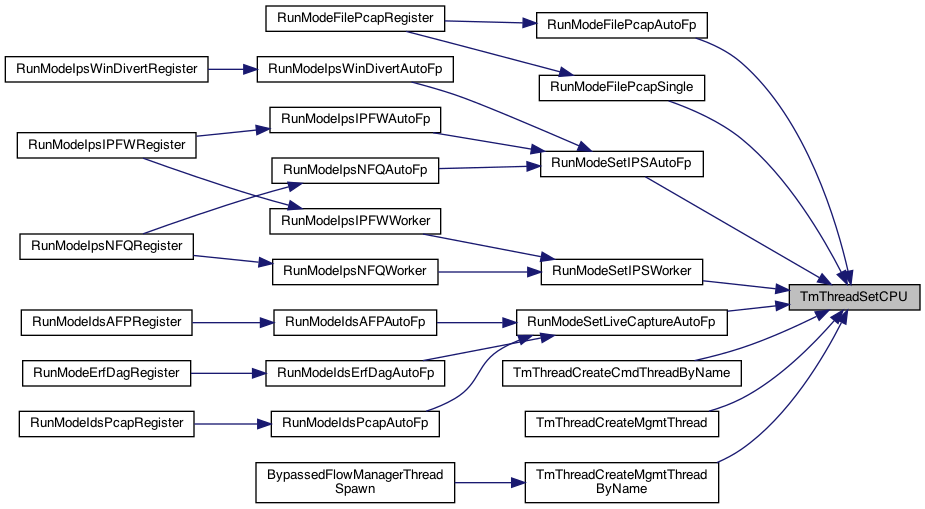 RunModeFilePcapRegister
RunModeFilePcapAutoFp
RunModeIpsWinDivertRegister
RunModeIpsWinDivertAutoFp
RunModeFilePcapSingle
RunModeIpsIPFWAutoFp
RunModeIpsIPFWRegister
RunModeSetIPSAutoFp
RunModeIpsNFQAutoFp
RunModeIpsIPFWWorker
RunModeIpsNFQRegister
RunModeIpsNFQWorker
RunModeSetIPSWorker
TmThreadSetCPU
RunModeIdsAFPRegister
RunModeIdsAFPAutoFp
RunModeSetLiveCaptureAutoFp
RunModeErfDagRegister
RunModeIdsErfDagAutoFp
TmThreadCreateCmdThreadByName
RunModeIdsPcapRegister
RunModeIdsPcapAutoFp
TmThreadCreateMgmtThread
BypassedFlowManagerThread
Spawn
TmThreadCreateMgmtThread
ByName